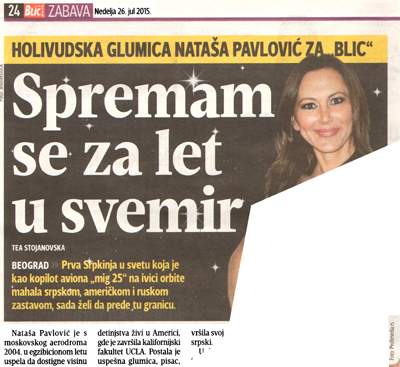 24 Blic ZABAVA Nedelja 26. jul 2015.
HOLIVUDSKA GLUMICA NATAŠA PAVLOVIĆ ZA „BLIC“
Spremam
se za let
u svemir
TEA STOJANOVSKA
BEOGRAD Prva Srpkinja u svetu koja je
kao kopilot aviona „mig 25“ na ivici orbite
mahala srpskom, američkom i ruskom
zastavom, sada želi da pređe tu granicu.
Nataša Pavlović je s
moskovskog aerodroma
2004. u egzibicionom letu
uspela da dostigne visinu
detinjstva živi u Americi,
gde je završila kalifornijski
fakultet UCLA. Postala je
uspešna glumica, pisac,
vršila svoj
srpski.